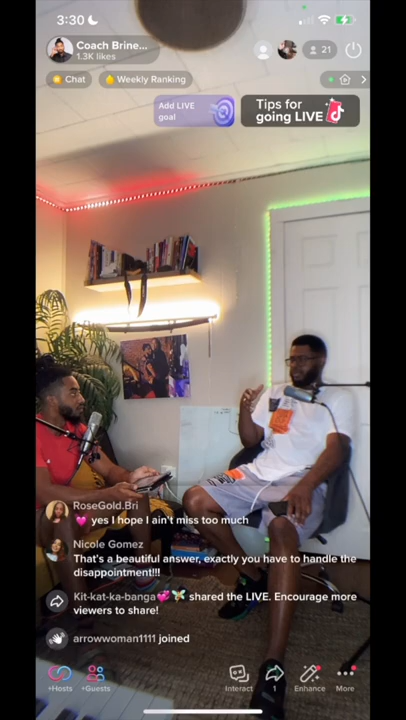 3:30
Coach Brine...
1.3K likes
21
Chat
Weekly Ranking
Add LIVE
goal
Tips for
going LIVE
RoseGold.Bri
yes I hope I ain't miss too much
Nicole Gomez
That's a beautiful answer, exactly you have to handle the
disappointment!!!
Kit-kat-ka-banga💞🦋 shared the LIVE. Encourage more
viewers to share!
arrowwoman1111 joined
+Hosts
+Guests
Interact
1
Enhance
More